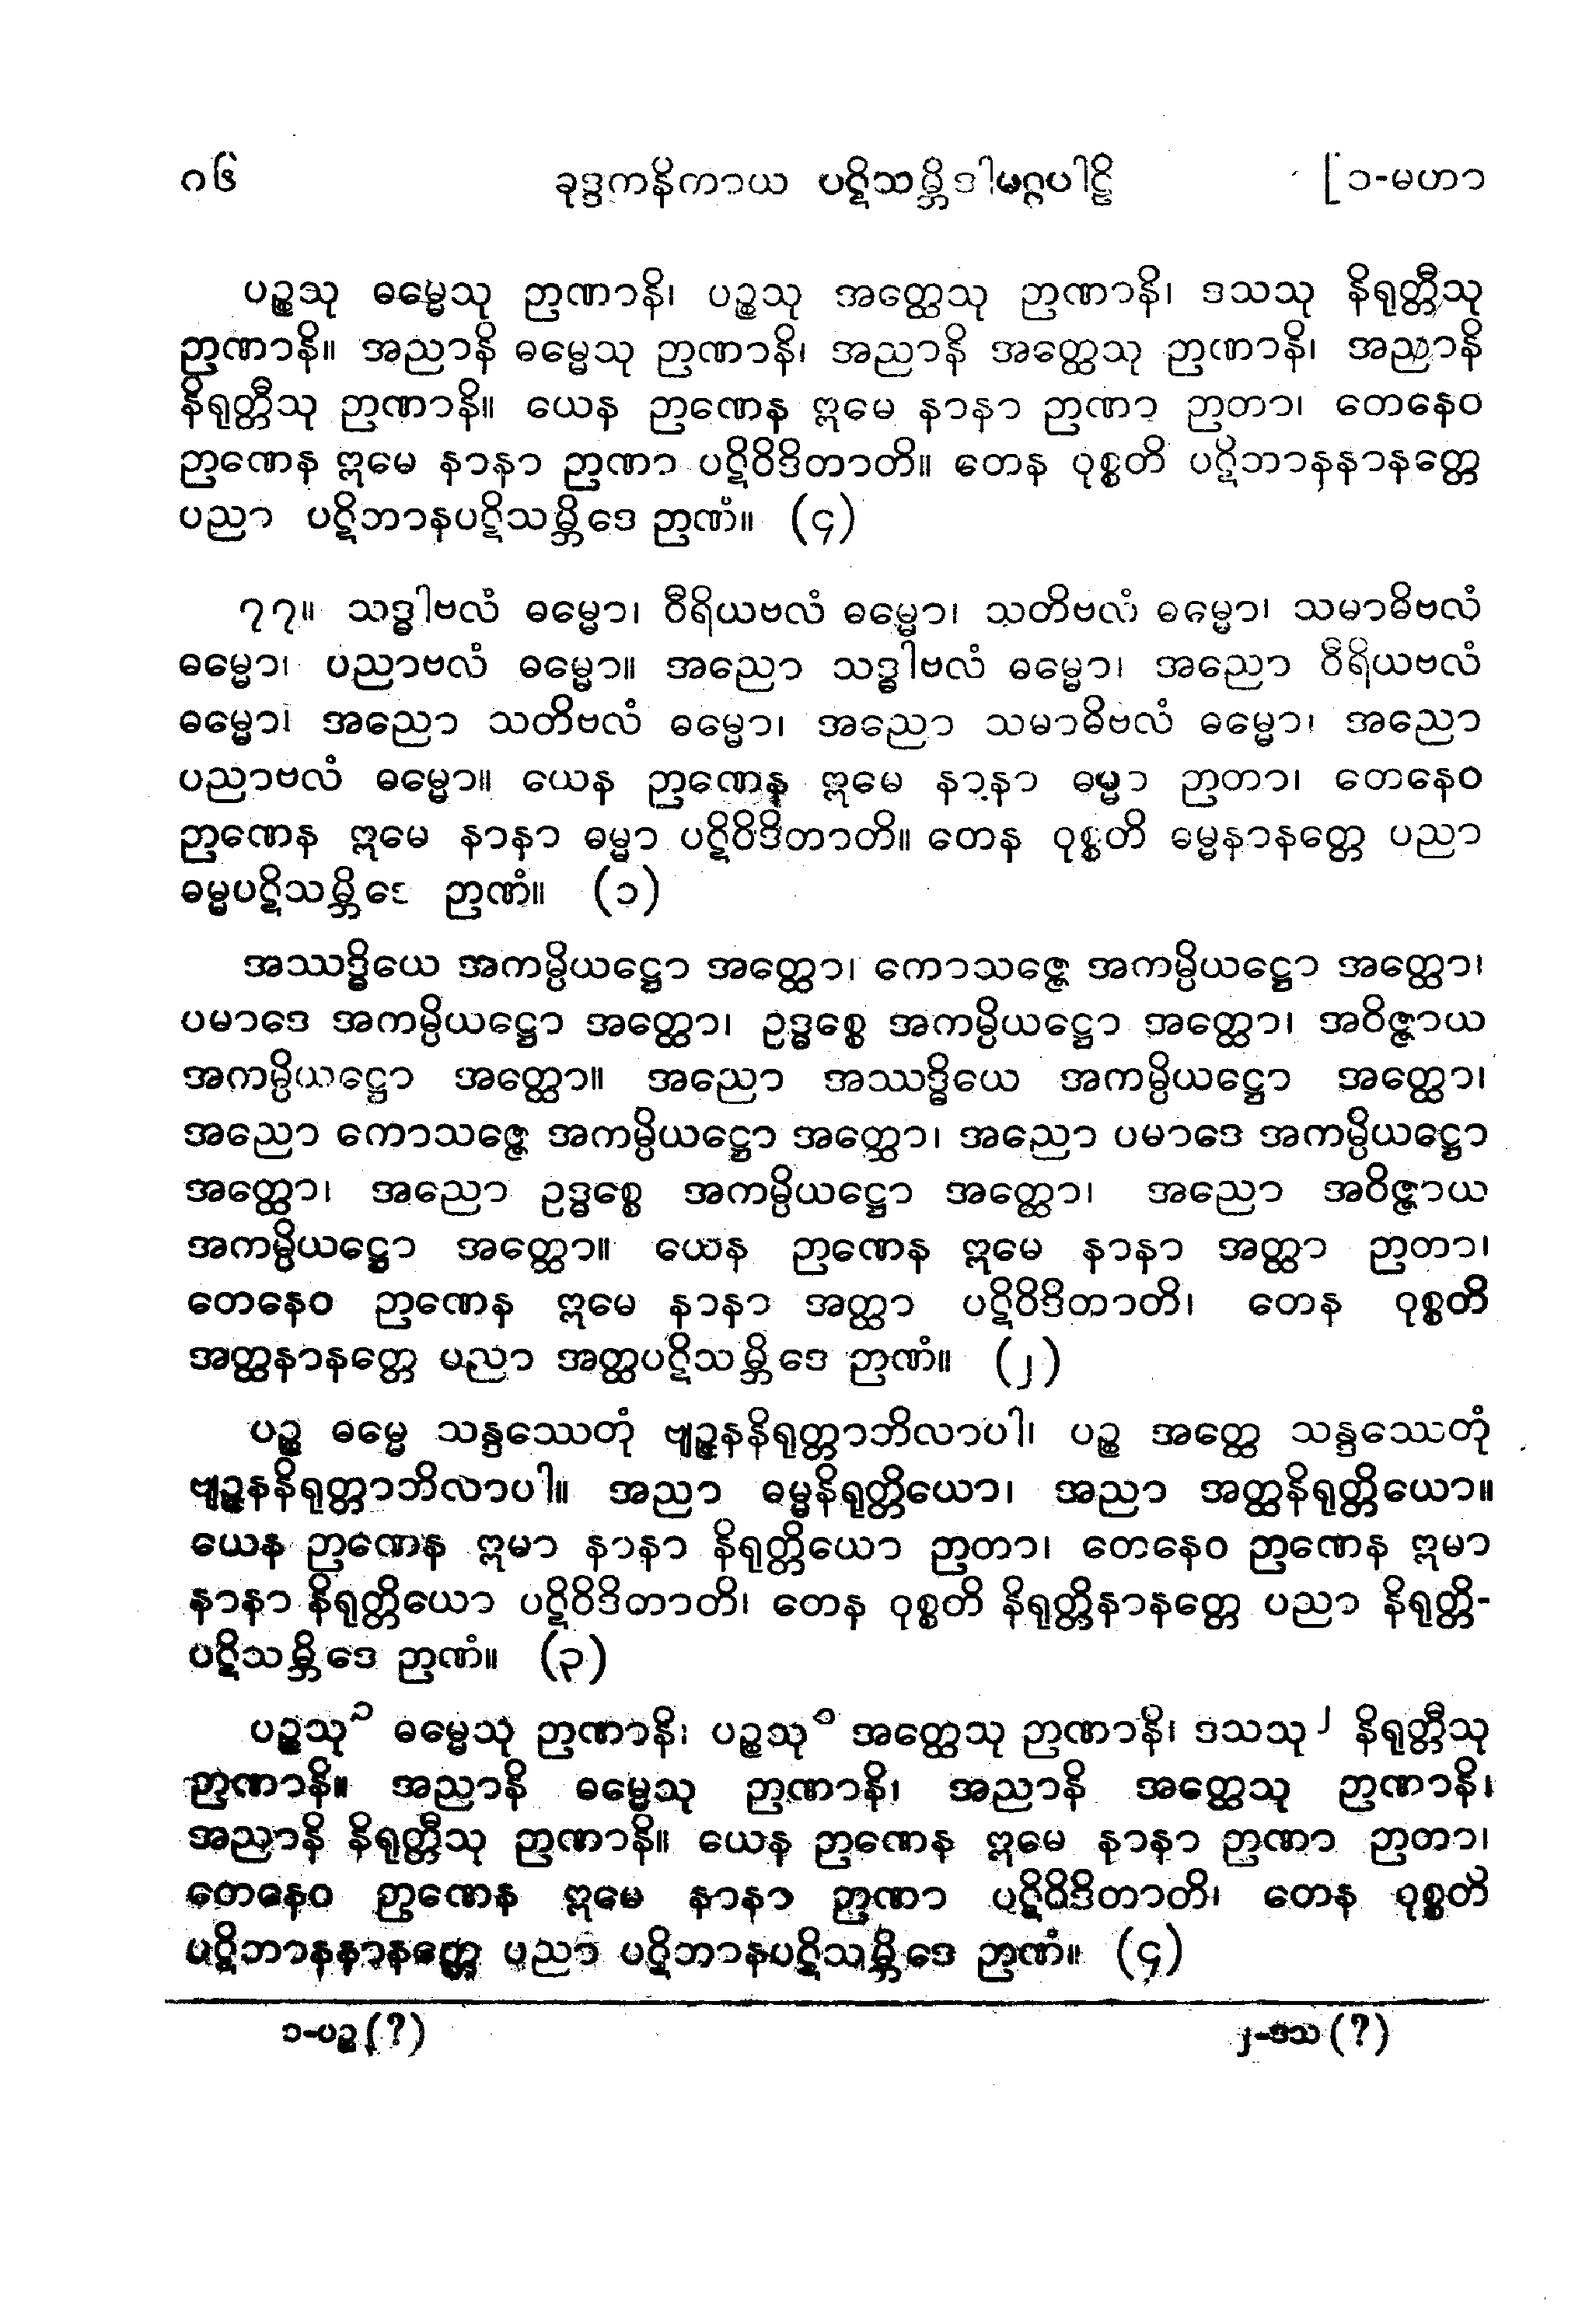 ၈၆ ခုဒ္ဒကနိကာယ ပဋိသမ္ဘိဒါမဂ္ဂပါဠိ [၁-မဟာ
ပဉ္စသု ဓမ္မေသု ဉာဏာနိ၊ ပဉ္စသု အတ္ထေသု ဉာဏာနိ၊ ဒသသု နိရုတ္တီသု
ဉာဏာနိ။ အညာနိ ဓမ္မေသု ဉာဏာနိ၊ အညာနိ အတ္ထေသု ဉာဏာနိ၊ အညာနိ
နိရုတ္တီသု ဉာဏာနိ။ ယေန ဉာဏေန ဣမေ နာနာ ဉာဏာ ဉာတာ၊ တေနေဝ
ဉာဏေန ဣမေ နာနာ ဉာဏာ ပဋိဝိဒိတာတိ။ တေန ဝုစ္စတိ ပဋိဘာနနာနတ္တေ
ပညာ ပဋိဘာနပဋိသမ္ဘိဒေ ဉာဏံ။ (၄)
၇၇။ သဒ္ဓါဗလံ ဓမ္မော၊ ဝီရိယဗလံ ဓမ္မော၊ သတိဗလံ ဓမ္မော၊ သမာဓိဗလံ
ဓမ္မော၊ ပညာဗလံ ဓမ္မော။ အညော သဒ္ဓါဗလံ ဓမ္မော၊ အညော ဝီရိယဗလံ
ဓမ္မော၊ အညော သတိဗလံ ဓမ္မော၊ အညော သမာဓိဗလံ ဓမ္မော၊ အညော
ပညာဗလံ ဓမ္မော။ ယေန ဉာဏေန ဣမေ နာနာ ဓမ္မာ ဉာတာ၊ တေနေဝ
ဉာဏေန ဣမေ နာနာ ဓမ္မာ ပဋိဝိဒိတာတိ။ တေန ဝုစ္စတိ ဓမ္မနာနတ္တေ ပညာ
ဓမ္မပဋိသမ္ဘိဒေ ဉာဏံ။ (၁)
အဿဒ္ဓိယေ အကမ္ပိယဋ္ဌော အတ္ထော၊ ကောသဇ္ဇေ အကမ္ပိယဋ္ဌော အတ္ထော၊
ပမာဒေ အကမ္ပိယဋ္ဌော အတ္ထော၊ ဥဒ္ဓစ္စေ အကမ္ပိယဋ္ဌော အတ္ထော၊ အဝိဇ္ဇာယ
အကမ္ပိယဋ္ဌော အတ္ထော။ အညော အဿဒ္ဓိယေ အကမ္ပိယဋ္ဌော အတ္ထော၊
အညော ကောသဇ္ဇေ အကမ္ပိယဋ္ဌော အတ္ထော၊ အညော ပမာဒေ အကမ္ပိယဋ္ဌော
အတ္ထော၊ အညော ဥဒ္ဓစ္စေ အကမ္ပိယဋ္ဌော အတ္ထော၊ အညော အဝိဇ္ဇာယ
အကမ္ပိယဋ္ဌော အတ္ထော။ ယေန ဉာဏေန ဣမေ နာနာ အတ္ထာ ဉာတာ၊
တေနေဝ ဉာဏေန ဣမေ နာနာ အတ္ထာ ပဋိဝိဒိတာတိ၊ တေန ဝုစ္စတိ
အတ္ထနာနတ္တေ ပညာ အတ္ထပဋိသမ္ဘိဒေ ဉာဏံ။ (၂)
ပဉ္စ ဓမ္မေ သန္ဒဿေတုံ ဗျဉ္ဇနနိရုတ္တာဘိလာပါ၊ ပဉ္စ အတ္ထေ သန္ဒဿေတုံ
ဗျဉ္ဇနနိရုတ္တာဘိလာပါ။ အညာ ဓမ္မနိရုတ္တိယော၊ အညာ အတ္ထနိရုတ္တိယော။
ယေန ဉာဏေန ဣမာ နာနာ နိရုတ္တိယော ဉာတာ၊ တေနေဝ ဉာဏေန ဣမာ
နာနာ နိရုတ္တိယော ပဋိဝိဒိတာတိ၊ တေန ဝုစ္စတိ နိရုတ္တိနာနတ္တေ ပညာ နိရုတ္တိ-
ပဋိသမ္ဘိဒေ ဉာဏံ။ (၃)
ပဉ္စသု၁ ဓမ္မေသု ဉာဏာနိ၊ ပဉ္စသု၁ အတ္ထေသု ဉာဏာနိ၊ ဒသသု၂ နိရုတ္တီသု
ဉာဏာနိ။ အညာနိ ဓမ္မေသု ဉာဏာနိ၊ အညာနိ အတ္ထေသု ဉာဏာနိ၊
အညာနိ နိရုတ္တီသု ဉာဏာနိ။ ယေန ဉာဏေန ဣမေ နာနာ ဉာဏာ ဉာတာ၊
တေနေဝ ဉာဏေန ဣမေ နာနာ ဉာဏာ ပဋိဝိဒိတာတိ၊ တေန ဝုစ္စတိ
ပဋိဘာနနာနတ္တေ ပညာ ပဋိဘာနပဋိသမ္ဘိဒေ ဉာဏံ။ (၄)
၁-ပဉ္စ (?) ၂-ဒသ (?)